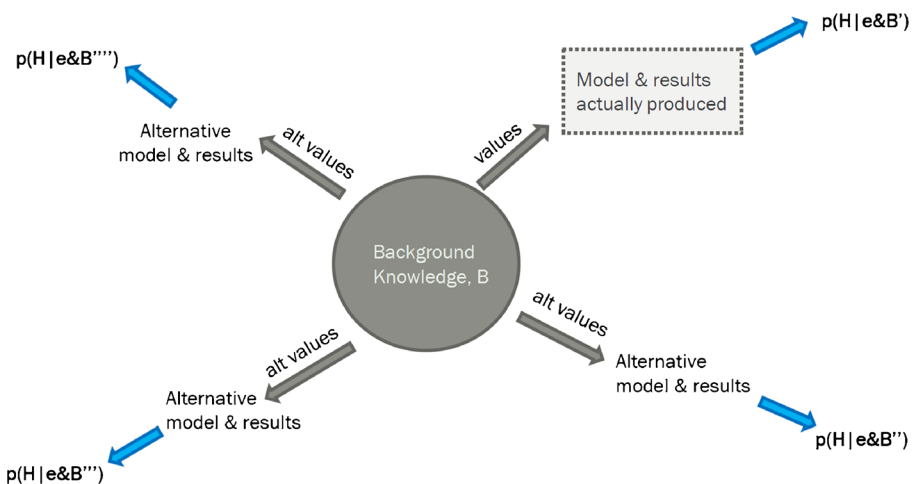 p(H|e&B')
p(H|e&B'''')
Model & results
actually produced
values
alt values
Alternative
model & results
Background
Knowledge, B
alt values
alt values
Alternative
model & results
Alternative
model & results
p(H|e&B'')
p(H|e&B''')